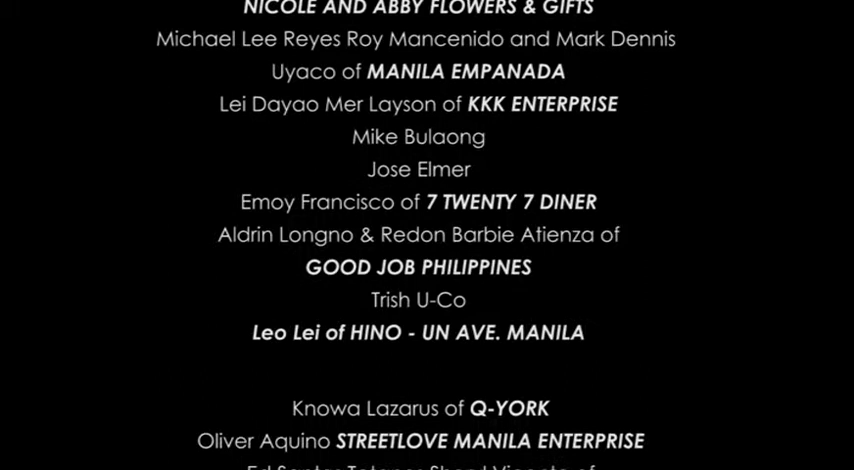 NICOLE AND ABBY FLOWERS & GIFTS
Michael Lee Reyes Roy Mancenido and Mark Dennis
Uyaco of MANILA EMPANADA
Lei Dayao Mer Layson of KKK ENTERPRISE
Mike Bulaong
Jose Elmer
Emoy Francisco of 7 TWENTY 7 DINER
Aldrin Longno & Redon Barbie Atienza of
GOOD JOB PHILIPPINES
Trish U-Co
Leo Lei of HINO - UN AVE. MANILA
Knowa Lazarus of Q-YORK
Oliver Aquino STREETLOVE MANILA ENTERPRISE